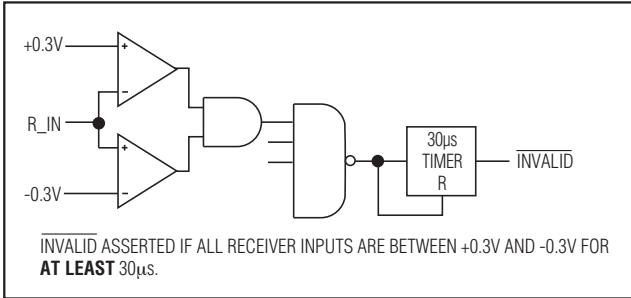 +0.3V
R_IN
-0.3V
+
-
+
-
30µs
TIMER
R
INVALID
INVALID ASSERTED IF ALL RECEIVER INPUTS ARE BETWEEN +0.3V AND -0.3V FOR
AT LEAST 30µs.